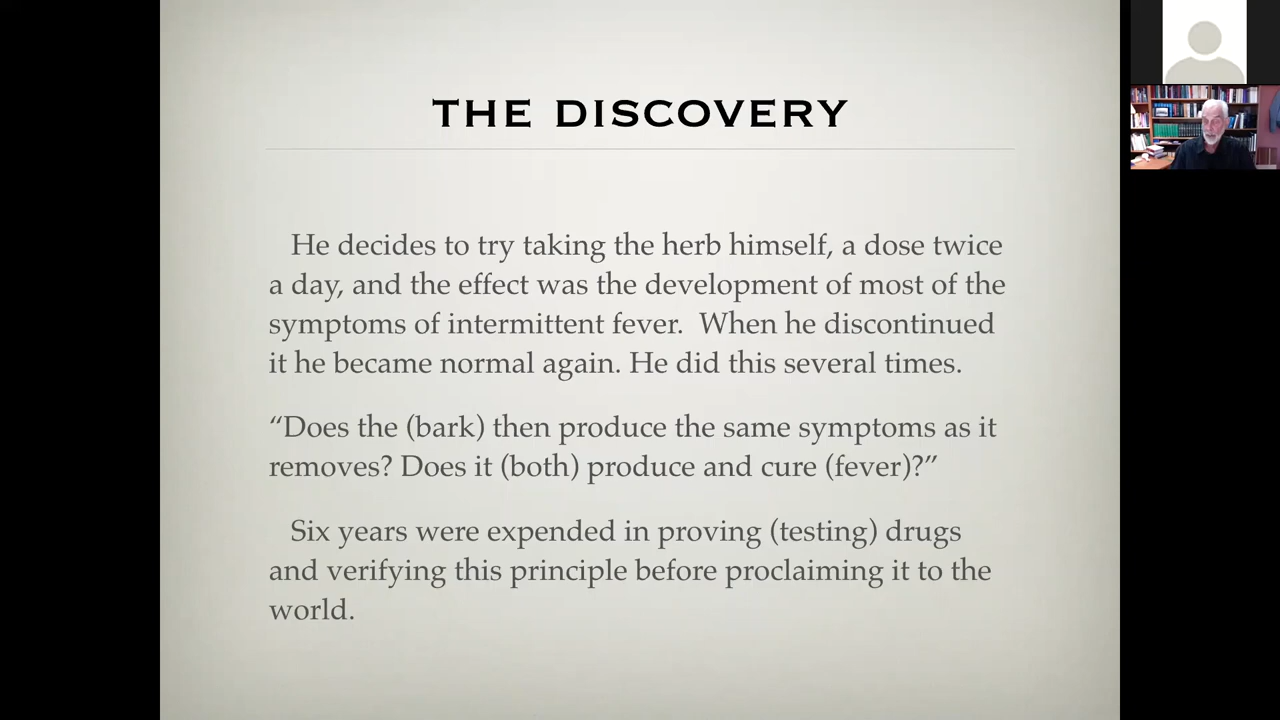 THE DISCOVERY
He decides to try taking the herb himself, a dose twice
a day, and the effect was the development of most of the
symptoms of intermittent fever.  When he discontinued
it he became normal again. He did this several times.
“Does the (bark) then produce the same symptoms as it
removes? Does it (both) produce and cure (fever)?”
Six years were expended in proving (testing) drugs
and verifying this principle before proclaiming it to the
world.